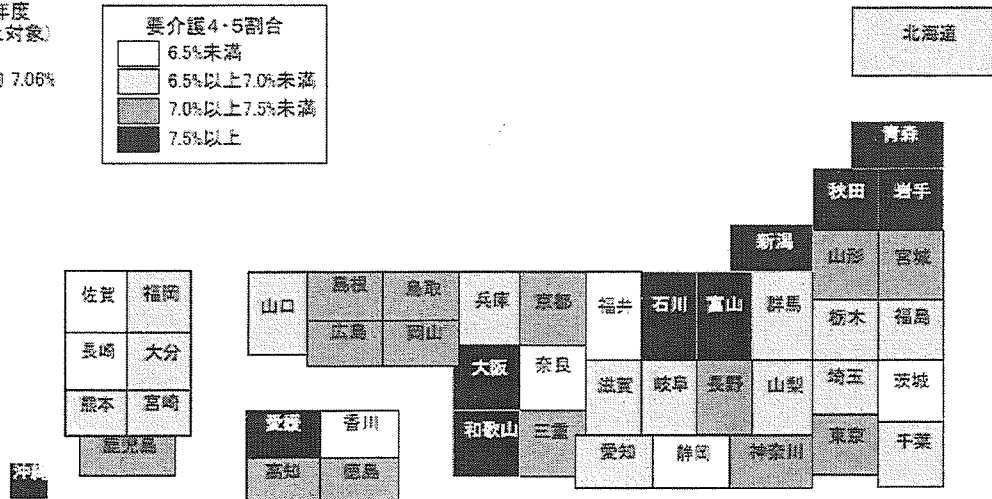 年度
対象）
7.06%
要介護4・5割合
6.5%未満
6.5%以上7.0%未満
7.0%以上7.5%未満
7.5%以上
北海道
青森
秋田 岩手
新潟 山形 宮城
佐賀 福岡
山口 島根 鳥取 兵庫 京都 福井 石川 富山 群馬 栃木 福島
長崎 大分
広島 岡山
大阪 奈良 滋賀 岐阜 長野 山梨 埼玉 茨城
熊本 宮崎
愛媛 香川 和歌山 三重 愛知 静岡 神奈川 東京 千葉
鹿児島
沖縄
高知 徳島